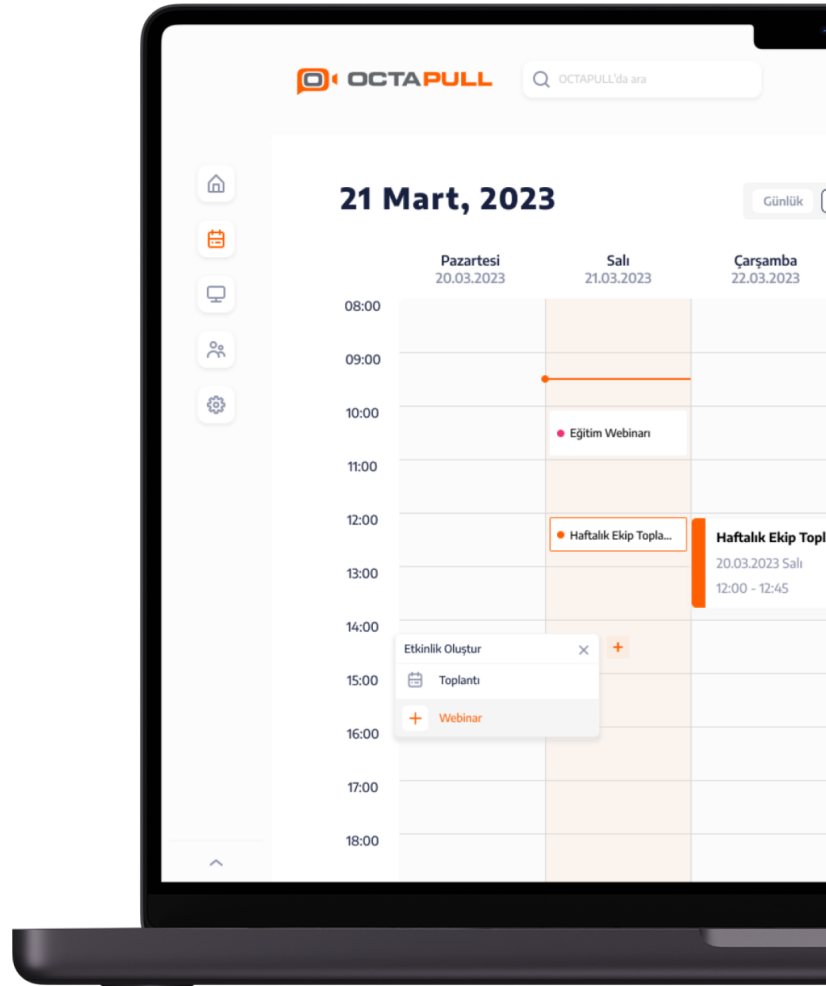 OCTAPULL
OCTAPULL'da ara
21 Mart, 2023
Günlük
Pazartesi
20.03.2023
Salı
21.03.2023
Çarşamba
22.03.2023
08:00
09:00
10:00
Eğitim Webinarı
11:00
12:00
Haftalık Ekip Topla...
Haftalık Ekip Topl
20.03.2023 Salı
12:00 - 12:45
13:00
14:00
Etkinlik Oluştur
15:00
Toplantı
Webinar
16:00
17:00
18:00